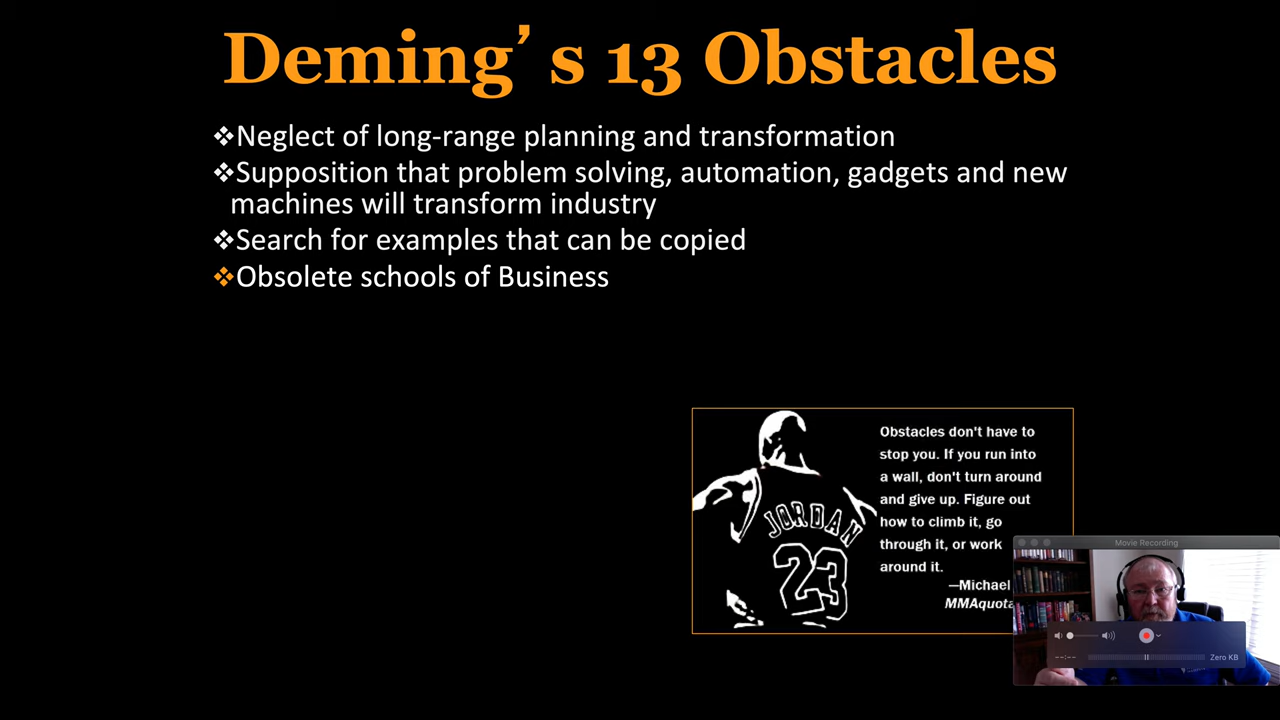 Deming’s 13 Obstacles
❖Neglect of long-range planning and transformation
❖Supposition that problem solving, automation, gadgets and new
machines will transform industry
❖Search for examples that can be copied
❖Obsolete schools of Business
Obstacles don't have to
stop you. If you run into
a wall, don't turn around
and give up. Figure out
how to climb it, go
through it, or work
around it.
—Michael
MMAquota
JORDAN
23
Movie Recording
--:--
Zero KB